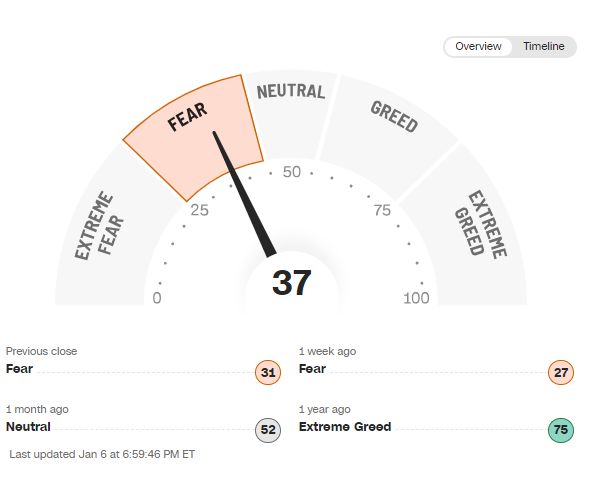 Overview Timeline
NEUTRAL
FEAR
GREED
EXTREME
FEAR
EXTREME
GREED
50
25
75
0
100
37
Previous close
Fear
31
1 week ago
Fear
27
1 month ago
Neutral
52
1 year ago
Extreme Greed
75
Last updated Jan 6 at 6:59:46 PM ET